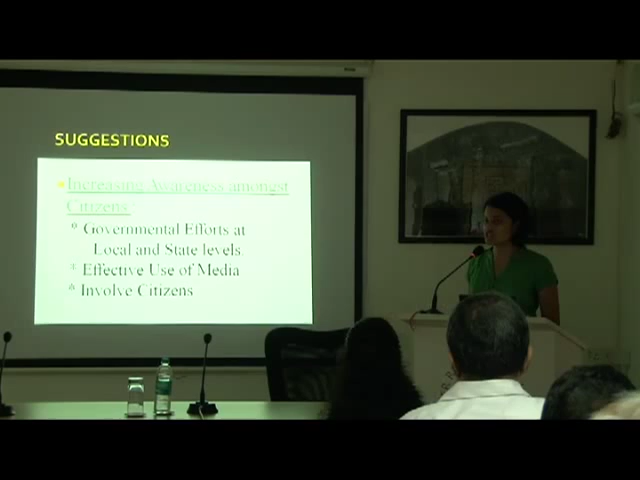 SUGGESTIONS
Increasing Awareness amongst
Citizens:
* Governmental Efforts at
Local and State levels.
* Effective Use of Media
* Involve Citizens